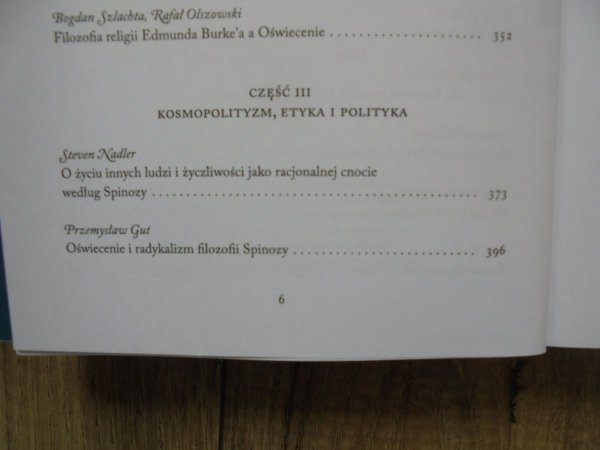 Bogdan Szlachta, Rafał Olszowski
Filozofia religii Edmunda Burke'a a Oświecenie .................... 352
CZĘŚĆ III
KOSMOPOLITYZM, ETYKA I POLITYKA
Steven Nadler
O życiu innych ludzi i życzliwości jako racjonalnej cnocie
według Spinozy .................................................. 373
Przemysław Gut
Oświecenie i radykalizm filozofii Spinozy ........................... 396
6